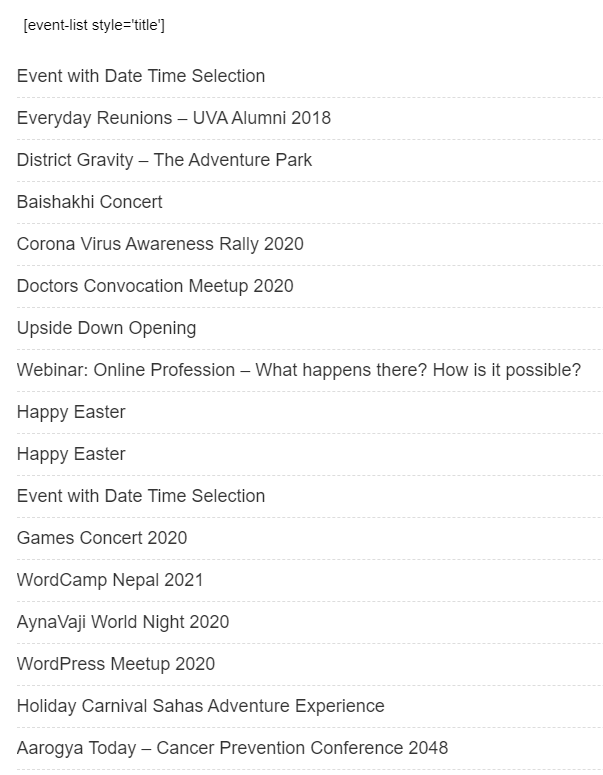 [event-list style='title']
Event with Date Time Selection
Everyday Reunions – UVA Alumni 2018
District Gravity – The Adventure Park
Baishakhi Concert
Corona Virus Awareness Rally 2020
Doctors Convocation Meetup 2020
Upside Down Opening
Webinar: Online Profession – What happens there? How is it possible?
Happy Easter
Happy Easter
Event with Date Time Selection
Games Concert 2020
WordCamp Nepal 2021
AynaVaji World Night 2020
WordPress Meetup 2020
Holiday Carnival Sahas Adventure Experience
Aarogya Today – Cancer Prevention Conference 2048